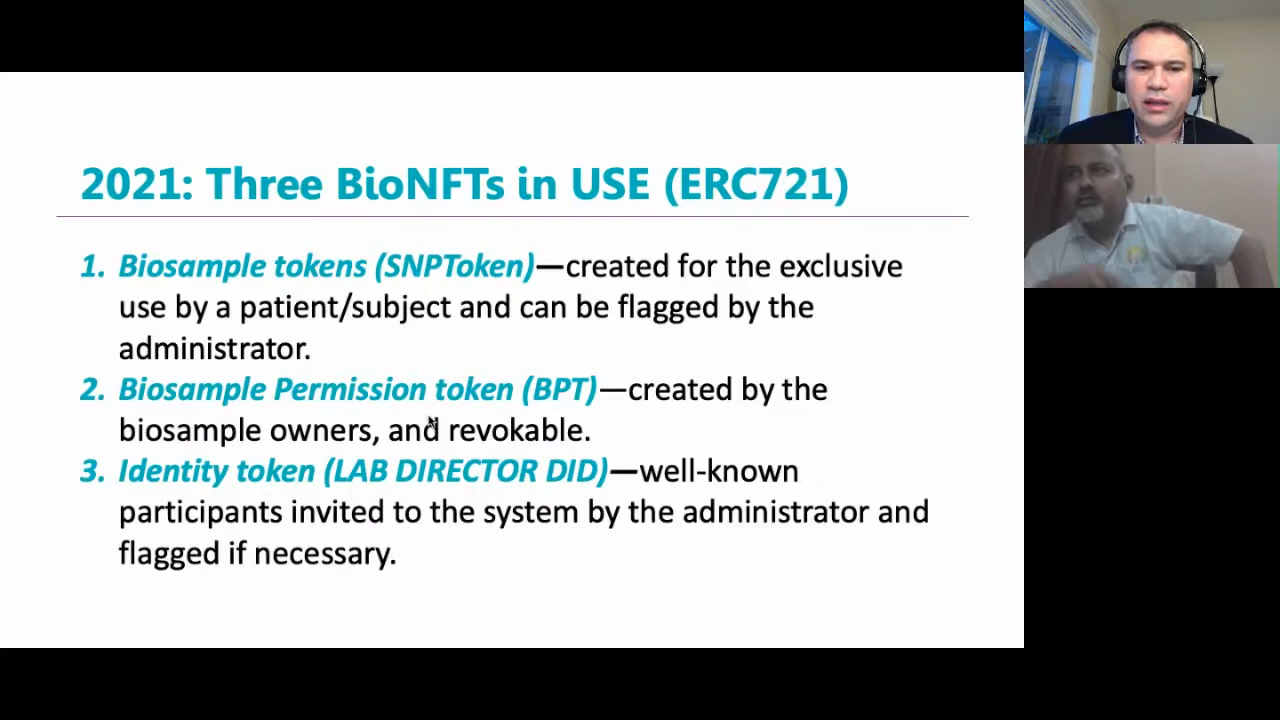 2021: Three BioNFTs in USE (ERC721)
1. Biosample tokens (SNPToken)—created for the exclusive
use by a patient/subject and can be flagged by the
administrator.
2. Biosample Permission token (BPT)—created by the
biosample owners, and revokable.
3. Identity token (LAB DIRECTOR DID)—well-known
participants invited to the system by the administrator and
flagged if necessary.